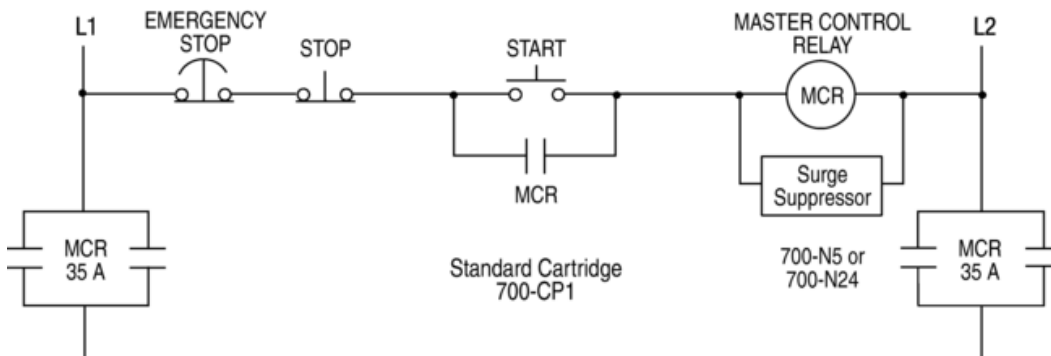 L1
EMERGENCY
STOP
STOP
START
MASTER CONTROL
RELAY
L2
MCR
MCR
Surge
Suppressor
MCR
35 A
Standard Cartridge
700-CP1
700-N5 or
700-N24
MCR
35 A